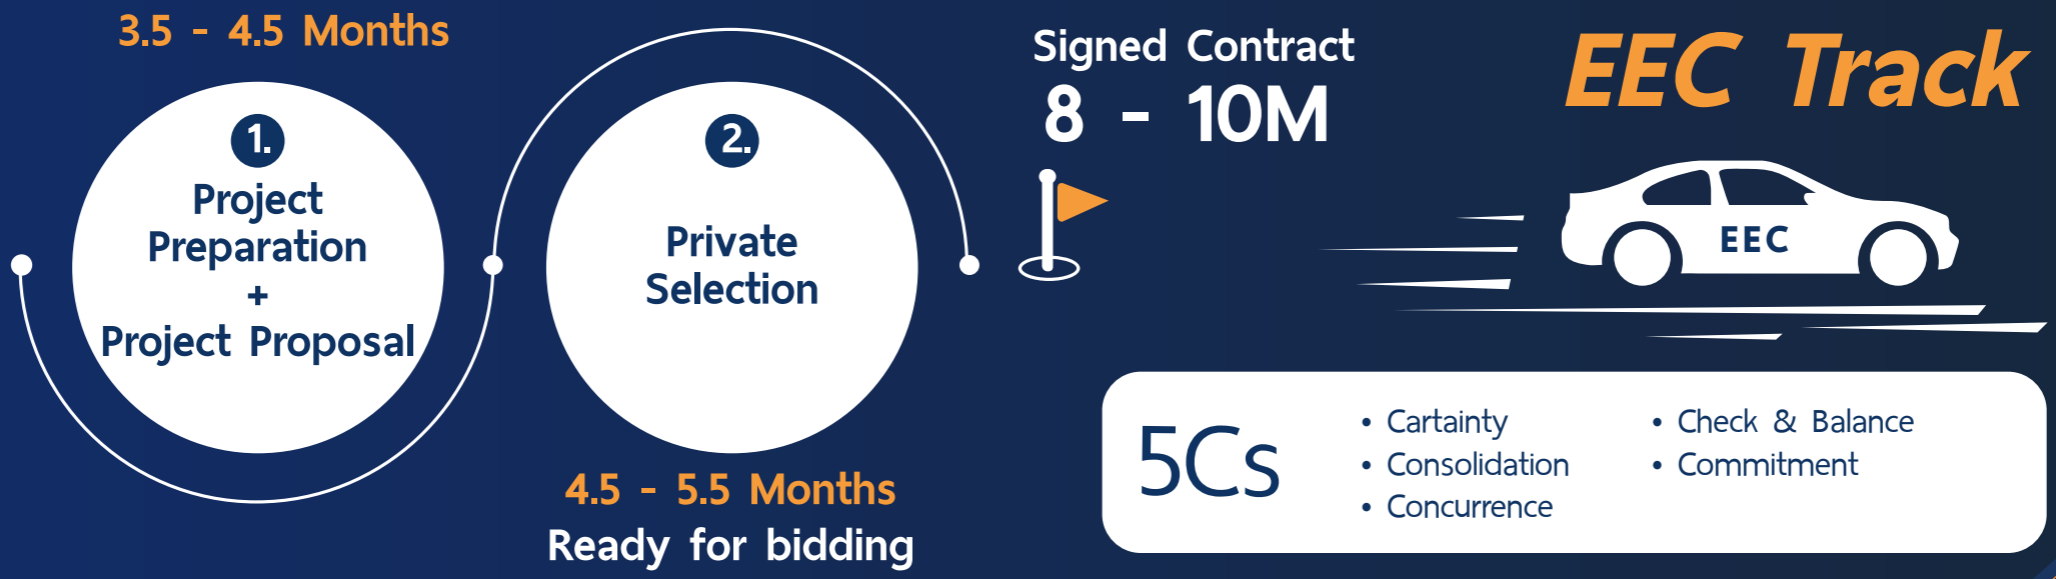 3.5 - 4.5 Months
1.
Project
Preparation
+
Project Proposal
2.
Private
Selection
4.5 - 5.5 Months
Ready for bidding
Signed Contract
8 - 10M
EEC Track
EEC
5Cs
• Cartainty
• Consolidation
• Concurrence
• Check & Balance
• Commitment